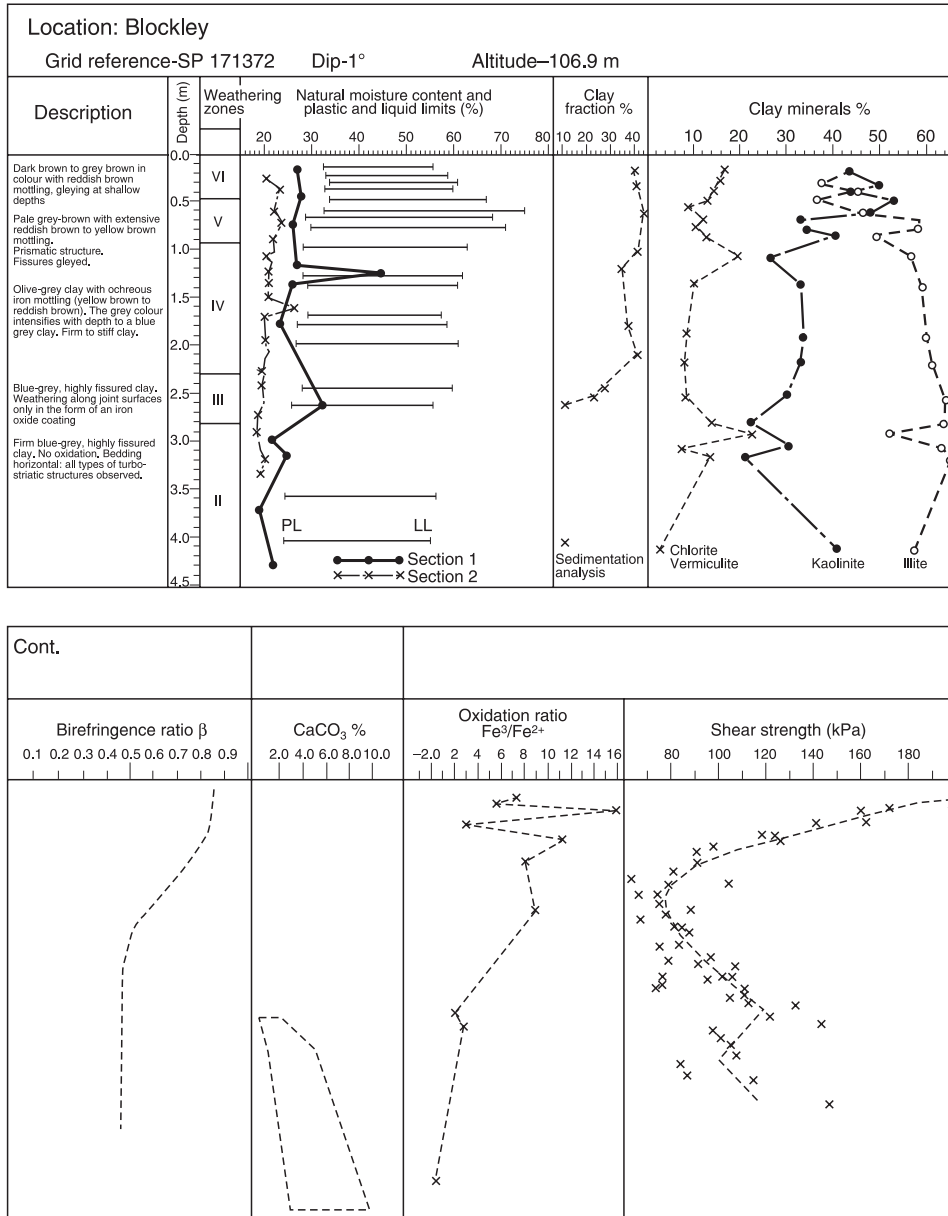 Location: Blockley
Grid reference-SP 171372 Dip-1° Altitude–106.9 m
Description
Depth (m)
Weathering
zones
Natural moisture content and
plastic and liquid limits (%)
20 30 40 50 60 70 80
Clay
fraction %
10 20 30 40
Clay minerals %
10 20 30 40 50 60
0.0
0.5
1.0
1.5
2.0
2.5
3.0
3.5
4.0
4.5
Dark brown to grey brown in
colour with reddish brown
mottling, gleying at shallow
depths
VI
Pale grey-brown with extensive
reddish brown to yellow brown
mottling.
Prismatic structure.
Fissures gleyed.
V
Olive-grey clay with ochreous
iron mottling (yellow brown to
reddish brown). The grey colour
intensifies with depth to a blue
grey clay. Firm to stiff clay.
IV
Blue-grey, highly fissured clay.
Weathering along joint surfaces
only in the form of an iron
oxide coating
III
Firm blue-grey, highly fissured
clay. No oxidation. Bedding
horizontal: all types of turbo-
striatic structures observed.
II
PL LL
Section 1
Section 2
Sedimentation
analysis
Chlorite
Vermiculite
Kaolinite
Illite
Cont.
Birefringence ratio β
0.1 0.2 0.3 0.4 0.5 0.6 0.7 0.8 0.9
CaCO3 %
2.0 4.0 6.0 8.0 10.0
Oxidation ratio
Fe³/Fe²⁺
–2.0 2 4 6 8 10 12 14 16
Shear strength (kPa)
80 100 120 140 160 180